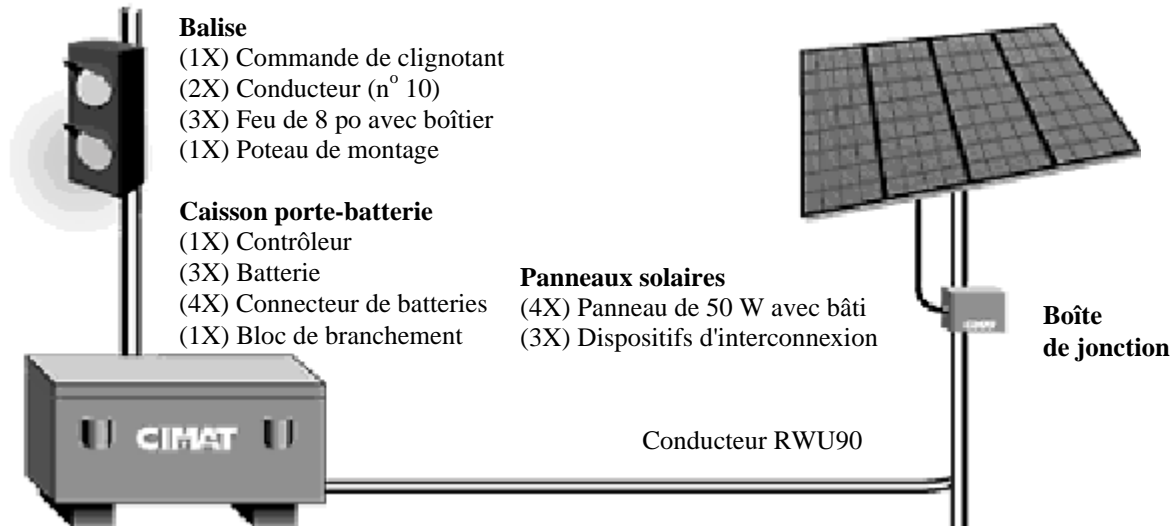 Balise
(1X) Commande de clignotant
(2X) Conducteur (n° 10)
(3X) Feu de 8 po avec boîtier
(1X) Poteau de montage
Caisson porte-batterie
(1X) Contrôleur
(3X) Batterie
(4X) Connecteur de batteries
(1X) Bloc de branchement
Panneaux solaires
(4X) Panneau de 50 W avec bâti
(3X) Dispositifs d'interconnexion
Boîte
de jonction
CIMAT
Conducteur RWU90